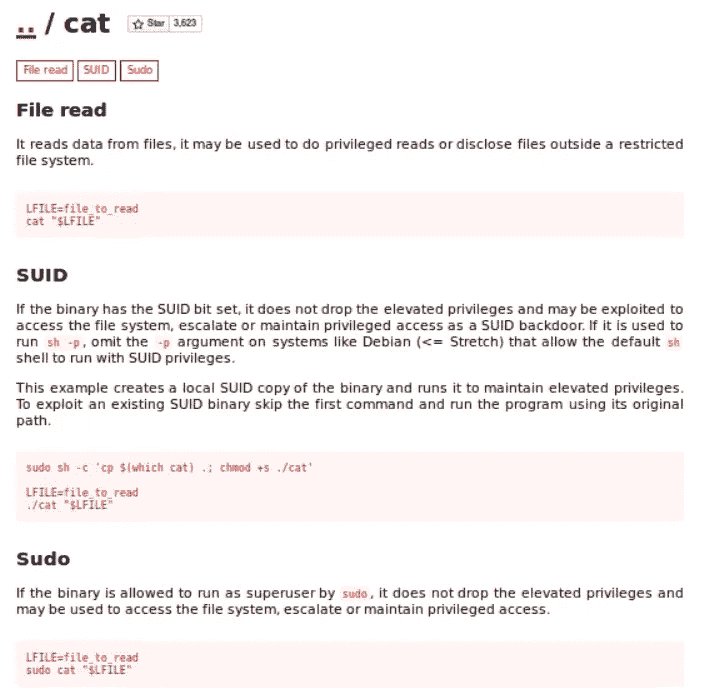 .. / cat Star 3,623
File read SUID Sudo
File read
It reads data from files, it may be used to do privileged reads or disclose files outside a restricted
file system.
LFILE=file_to_read
cat "$LFILE"
SUID
If the binary has the SUID bit set, it does not drop the elevated privileges and may be exploited to
access the file system, escalate or maintain privileged access as a SUID backdoor. If it is used to
run sh -p, omit the -p argument on systems like Debian (<= Stretch) that allow the default sh
shell to run with SUID privileges.
This example creates a local SUID copy of the binary and runs it to maintain elevated privileges.
To exploit an existing SUID binary skip the first command and run the program using its original
path.
sudo sh -c 'cp $(which cat) .; chmod +s ./cat'
LFILE=file_to_read
./cat "$LFILE"
Sudo
If the binary is allowed to run as superuser by sudo, it does not drop the elevated privileges and
may be used to access the file system, escalate or maintain privileged access.
LFILE=file_to_read
sudo cat "$LFILE"